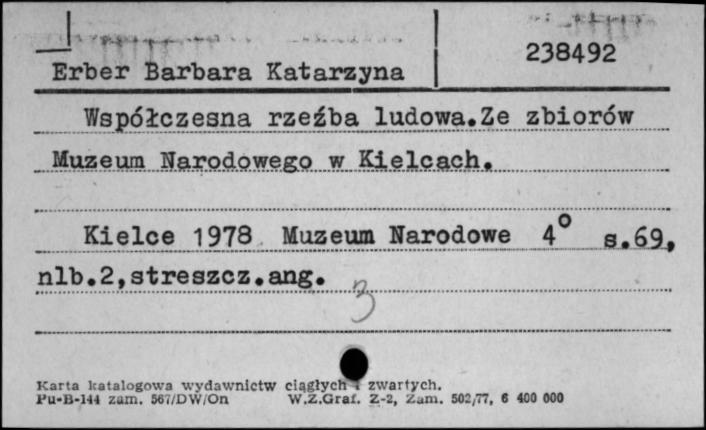 238492
Erber Barbara Katarzyna
Współczesna rzeźba ludowa.Ze zbiorów
Muzeum Narodowego w Kielcach.
Kielce 1978 Muzeum Narodowe 4° s.69,
nlb.2,streszcz.ang.
3
Karta katalogowa wydawnictw ciągłych i zwartych.
Pu-B-144 zam. 567/DW/On W.Z.Graf. Z-2, Zam. 502/77, 6 400 000